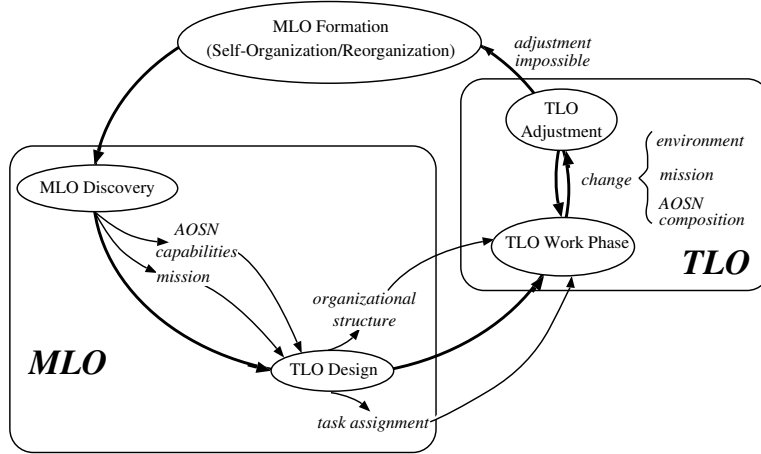 MLO Formation
(Self-Organization/Reorganization)
adjustment
impossible
TLO
Adjustment
environment
change
mission
AOSN
composition
MLO Discovery
AOSN
capabilities
mission
TLO Work Phase
TLO
organizational
structure
MLO
TLO Design
task assignment